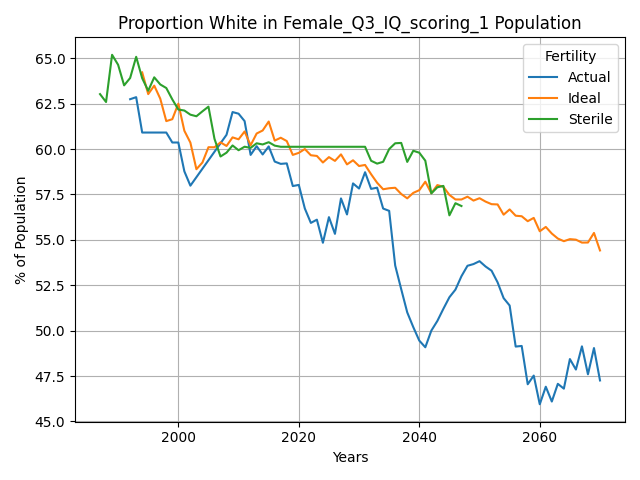 Proportion White in Female_Q3_IQ_scoring_1 Population
Fertility
Actual
Ideal
Sterile
65.0
62.5
60.0
57.5
55.0
52.5
50.0
47.5
45.0
% of Population
2000
2020
2040
2060
Years